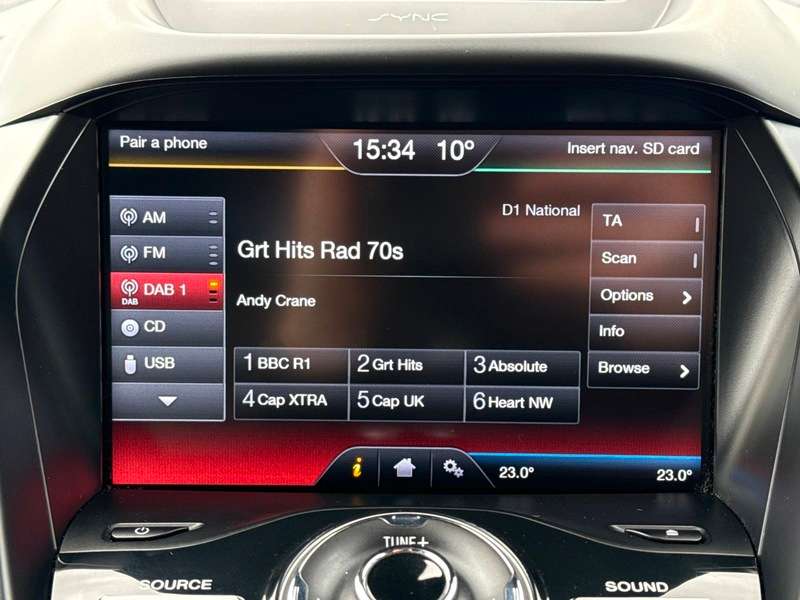 SYNC
Pair a phone
15:34 10°
Insert nav. SD card
AM
FM
DAB
DAB 1
CD
USB
D1 National
Grt Hits Rad 70s
Andy Crane
1 BBC R1
2 Grt Hits
3 Absolute
4 Cap XTRA
5 Cap UK
6 Heart NW
TA
Scan
Options
Info
Browse
i
23.0°
23.0°
TUNE+
SOURCE
SOUND